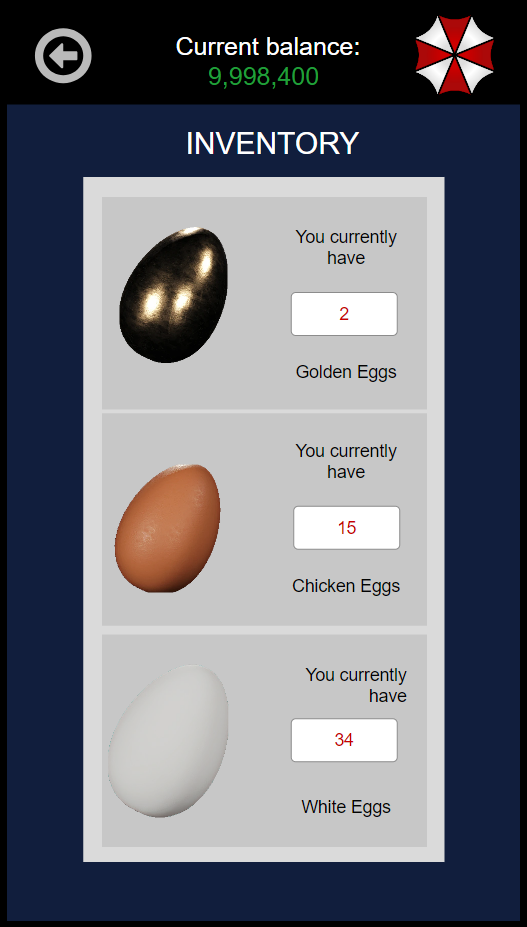 Current balance:
9,998,400
INVENTORY
You currently
have
2
Golden Eggs
You currently
have
15
Chicken Eggs
You currently
have
34
White Eggs